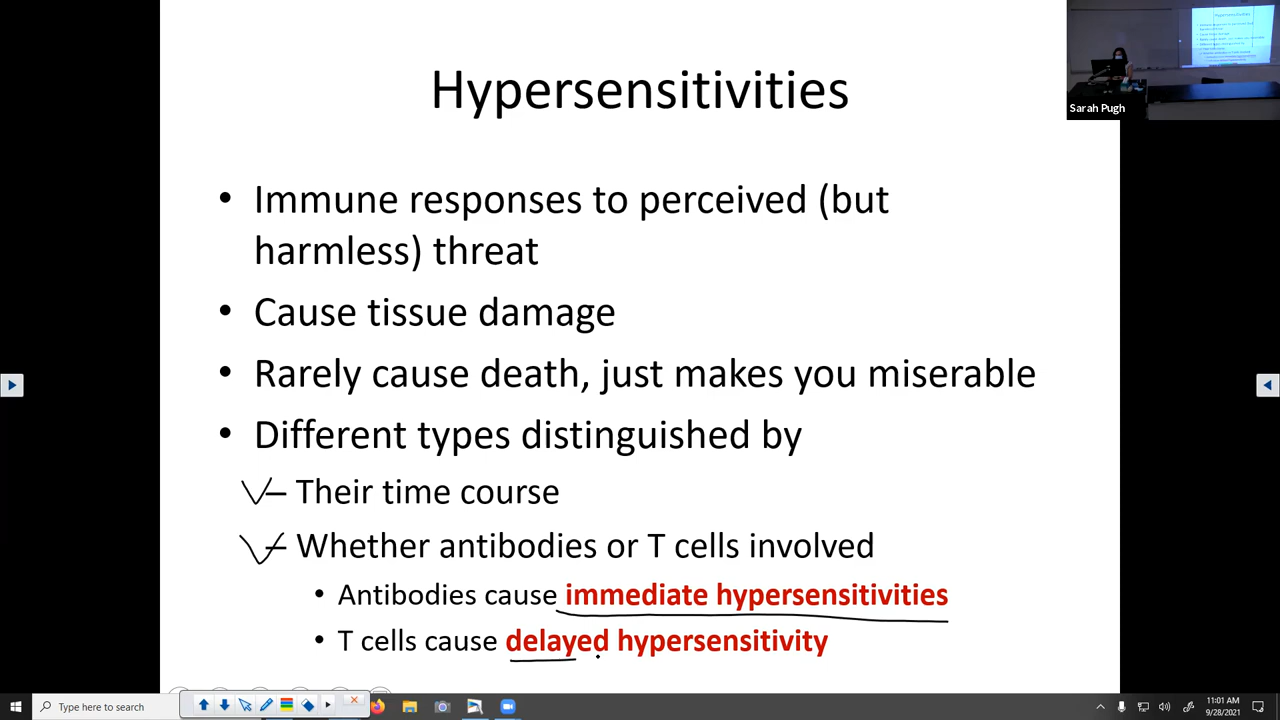 Hypersensitivities
• Immune responses to perceived (but
harmless) threat
• Cause tissue damage
• Rarely cause death, just makes you miserable
• Different types distinguished by
– Their time course
– Whether antibodies or T cells involved
• Antibodies cause immediate hypersensitivities
• T cells cause delayed hypersensitivity
Sarah Pugh
Type here to search
11:01 AM
9/28/2021